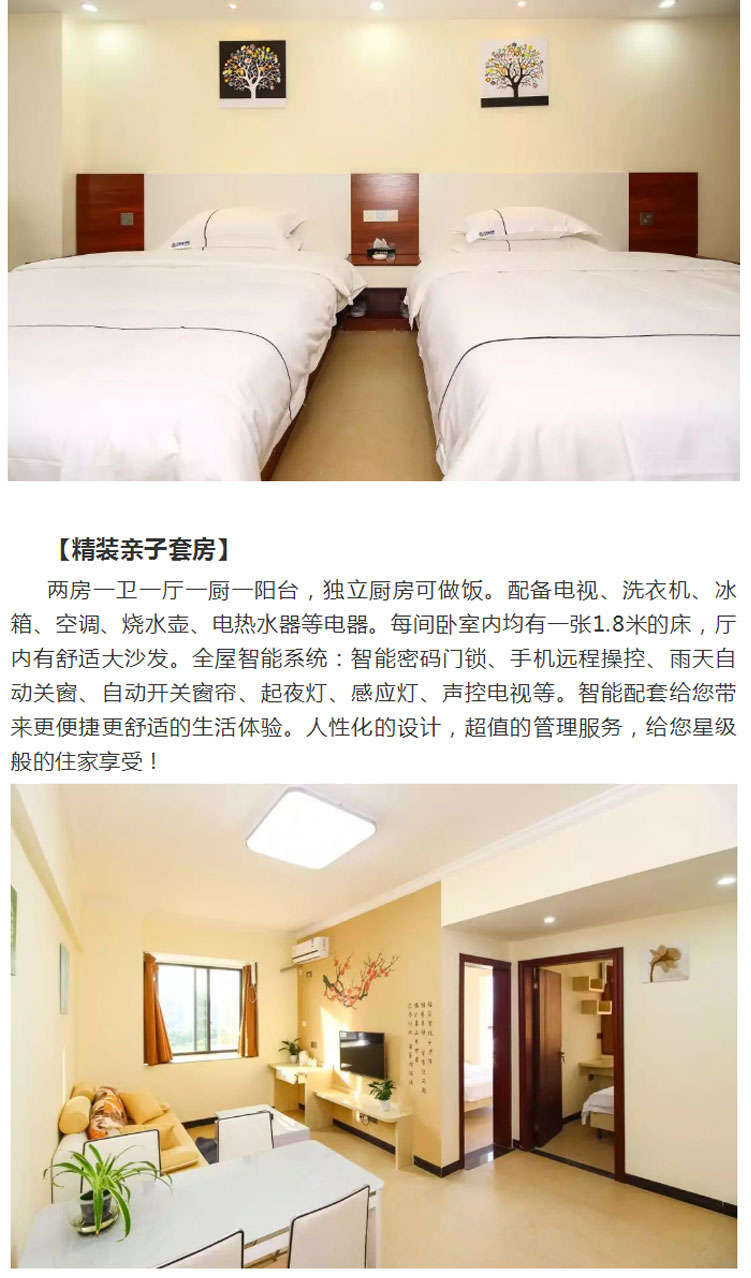 【精装亲子套房】
两房一卫一厅一厨一阳台，独立厨房可做饭。配备电视、洗衣机、冰
箱、空调、烧水壶、电热水器等电器。每间卧室内均有一张1.8米的床，厅
内有舒适大沙发。全屋智能系统：智能密码门锁、手机远程操控、雨天自
动关窗、自动开关窗帘、起夜灯、感应灯、声控电视等。智能配套给您带
来更便捷更舒适的生活体验。人性化的设计，超值的管理服务，给您星级
般的住家享受！